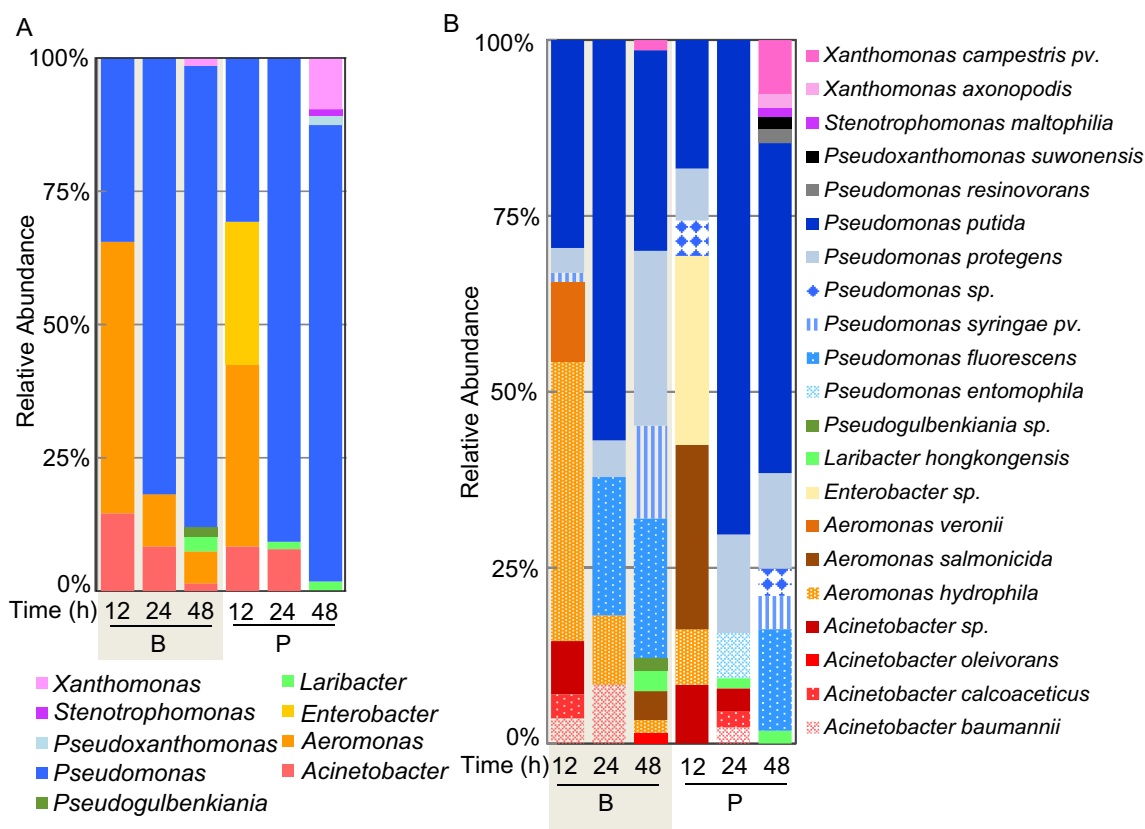 A
100%
75%
50%
25%
0%
Relative Abundance
Time (h) 12 24 48 12 24 48
B P
Xanthomonas
Stenotrophomonas
Pseudoxanthomonas
Pseudomonas
Pseudogulbenkiania
Laribacter
Enterobacter
Aeromonas
Acinetobacter
B
100%
75%
50%
25%
0%
Relative Abundance
Time (h) 12 24 48 12 24 48
B P
Xanthomonas campestris pv.
Xanthomonas axonopodis
Stenotrophomonas maltophilia
Pseudoxanthomonas suwonensis
Pseudomonas resinovorans
Pseudomonas putida
Pseudomonas protegens
Pseudomonas sp.
Pseudomonas syringae pv.
Pseudomonas fluorescens
Pseudomonas entomophila
Pseudogulbenkiania sp.
Laribacter hongkongensis
Enterobacter sp.
Aeromonas veronii
Aeromonas salmonicida
Aeromonas hydrophila
Acinetobacter sp.
Acinetobacter oleivorans
Acinetobacter calcoaceticus
Acinetobacter baumannii